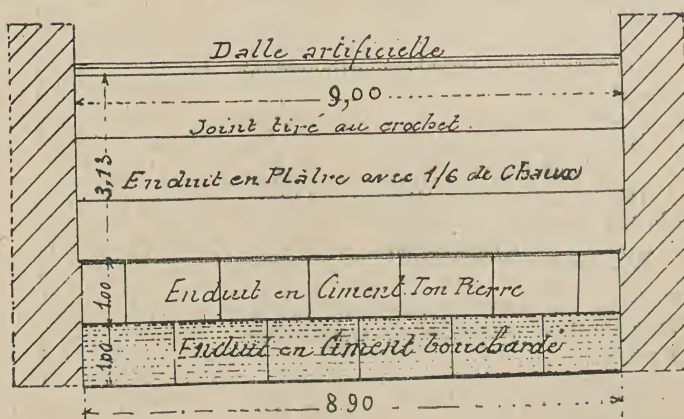 Dalle artificielle
9,00
Joint tiré au crochet.
3,13
Enduit en Plâtre avec 1/6 de Chaux
1.00
Enduit en Ciment Ton Pierre
1.00
Enduit en Ciment bouchardé
8.90